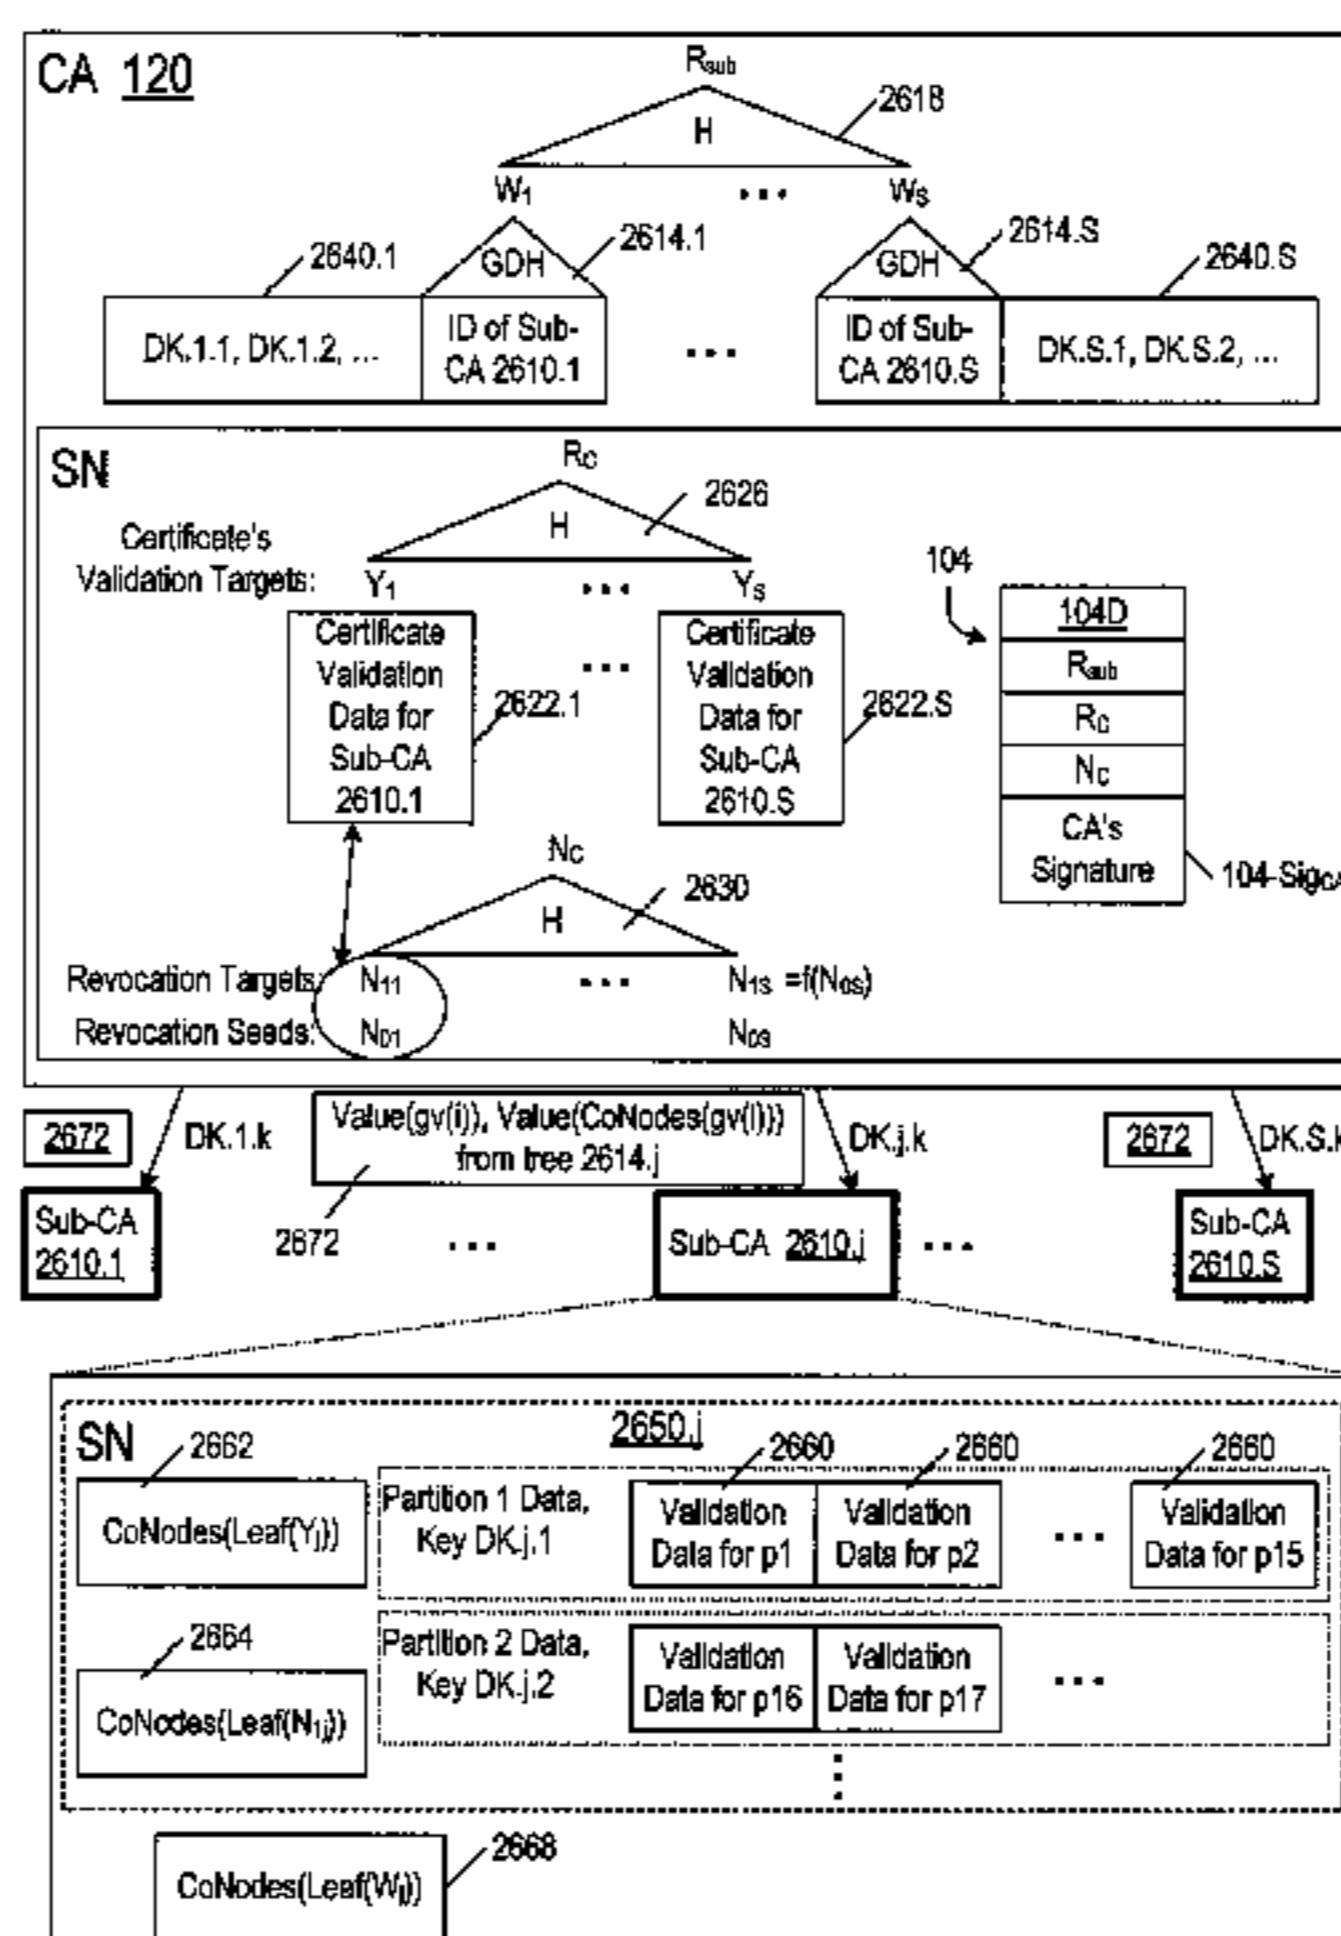 CA 120
Rsub
2618
H
W1 ... WS
2640.1
2614.1
GDH
2614.S
GDH
2640.S
DK.1.1, DK.1.2, ...
ID of Sub-
CA 2610.1
...
ID of Sub-
CA 2610.S
DK.S.1, DK.S.2, ...
SN
RC
2626
H
Certificate's
Validation Targets:
Y1 ... YS
Certificate
Validation
Data for
Sub-CA
2610.1
2622.1
...
Certificate
Validation
Data for
Sub-CA
2610.S
2622.S
104
104D
Rsub
RC
NC
CA's
Signature
104-SigCA
NC
2630
H
Revocation Targets: N11 ... N1S =f(N0S)
Revocation Seeds: N01 N0S
2672
DK.1.k
Value(gv(i)), Value(CoNodes(gv(i)))
from tree 2614.j
DK.j.k
2672
DK.S.k
Sub-CA
2610.1
2672
...
Sub-CA 2610.j
...
Sub-CA
2610.S
SN
2650.j
2662
CoNodes(Leaf(Yj))
Partition 1 Data,
Key DK.j.1
2660
Validation
Data for p1
2660
Validation
Data for p2
...
2660
Validation
Data for p15
2664
CoNodes(Leaf(N1j))
Partition 2 Data,
Key DK.j.2
Validation
Data for p16
Validation
Data for p17
...
2668
CoNodes(Leaf(Wj))